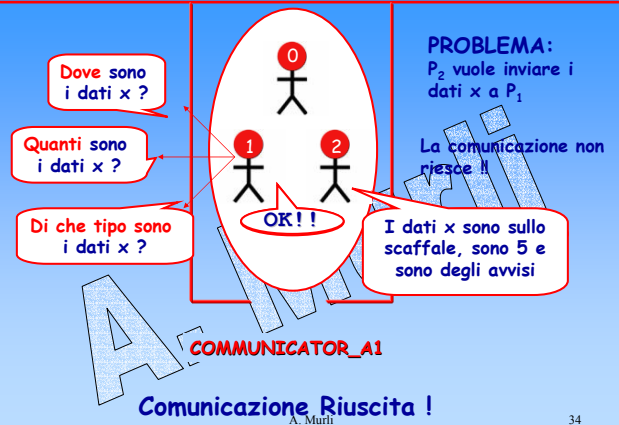 Dove sono
i dati x ?
Quanti sono
i dati x ?
Di che tipo sono
i dati x ?
0
1
2
OK!!
I dati x sono sullo
scaffale, sono 5 e
sono degli avvisi
PROBLEMA:
P2 vuole inviare i
dati x a P1
La comunicazione non
riesce !!
A. Murli
COMMUNICATOR_A1
Comunicazione Riuscita !
A. Murli
34